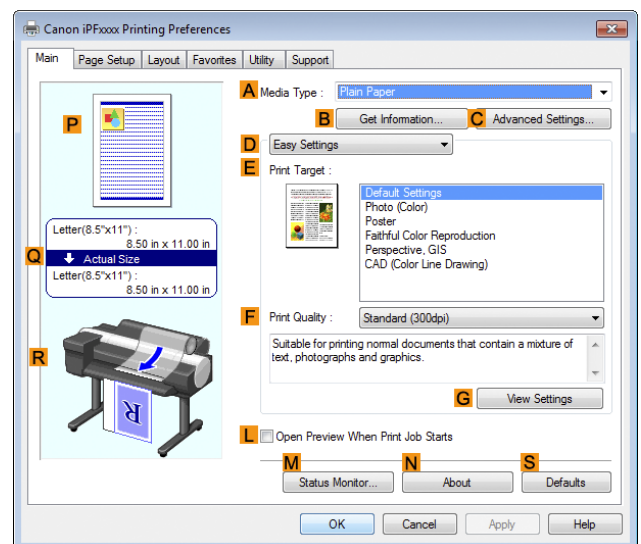 Canon iPFxxxx Printing Preferences
Main Page Setup Layout Favorites Utility Support
A Media Type : Plain Paper
B Get Information... C Advanced Settings...
D Easy Settings
E Print Target :
Default Settings
Photo (Color)
Poster
Faithful Color Reproduction
Perspective, GIS
CAD (Color Line Drawing)
F Print Quality : Standard (300dpi)
Suitable for printing normal documents that contain a mixture of
text, photographs and graphics.
G View Settings
L Open Preview When Print Job Starts
M Status Monitor... N About S Defaults
P
Letter(8.5"x11") :
8.50 in x 11.00 in
Q Actual Size
Letter(8.5"x11") :
8.50 in x 11.00 in
R
R
OK Cancel Apply Help